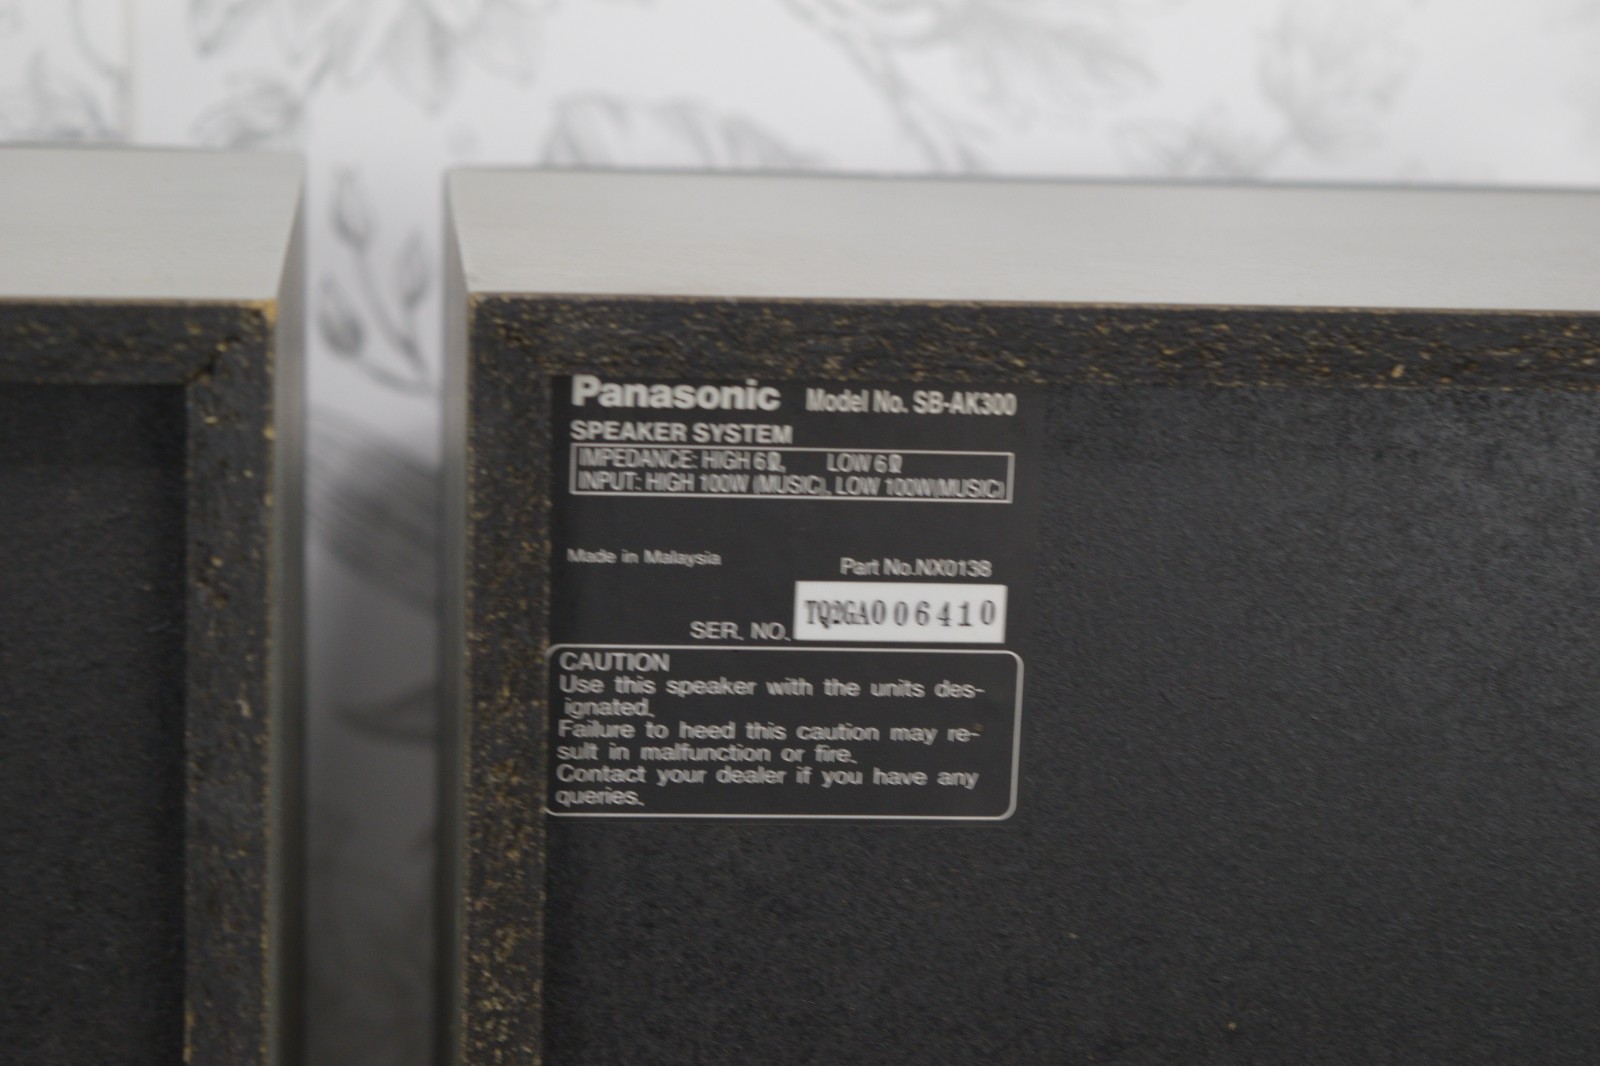 Panasonic Model No. SB-AK300
SPEAKER SYSTEM
IMPEDANCE: HIGH 6Ω, LOW 6Ω
INPUT: HIGH 100W (MUSIC), LOW 100W(MUSIC)
Made in Malaysia Part No.NX0138
SER. NO. TQ2GA006410
CAUTION
Use this speaker with the units des-
ignated.
Failure to heed this caution may re-
sult in malfunction or fire.
Contact your dealer if you have any
queries.